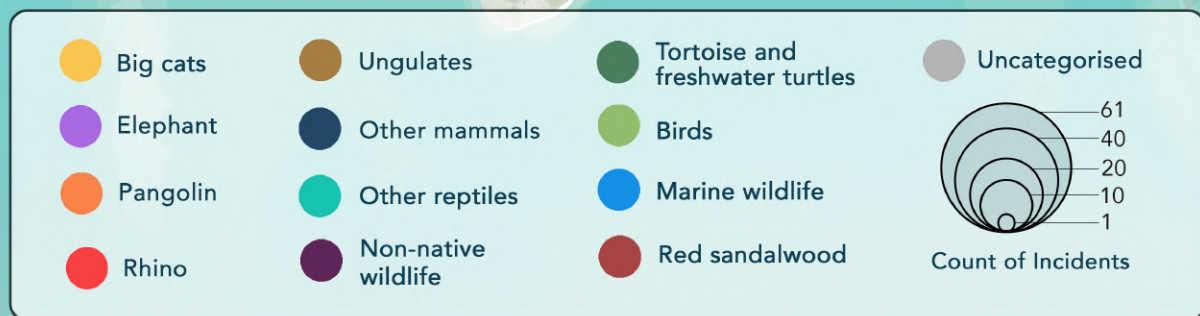 Big cats
Elephant
Pangolin
Rhino
Ungulates
Other mammals
Other reptiles
Non-native
wildlife
Tortoise and
freshwater turtles
Birds
Marine wildlife
Red sandalwood
Uncategorised
61
40
20
10
1
Count of Incidents